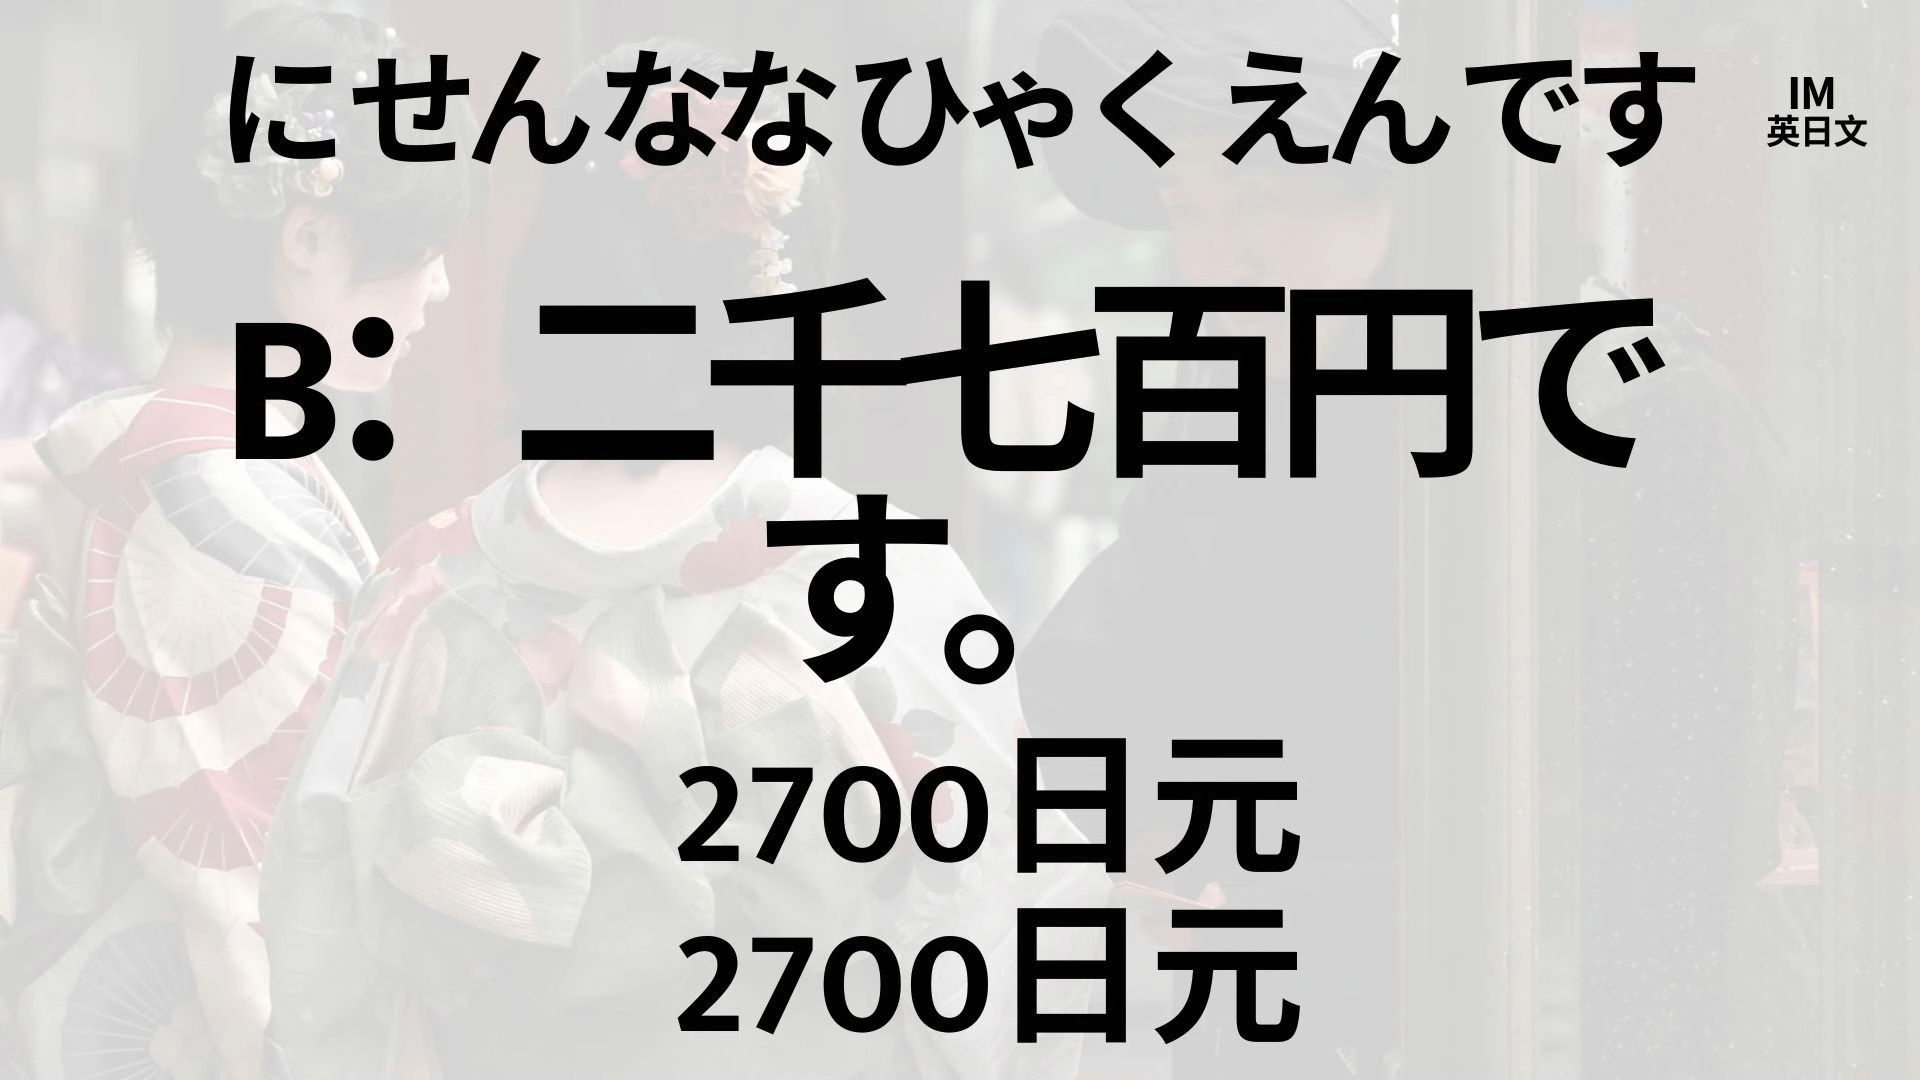 にせんななひゃくえんです
IM
英日文
B：二千七百円で
す。
2700日元
2700日元